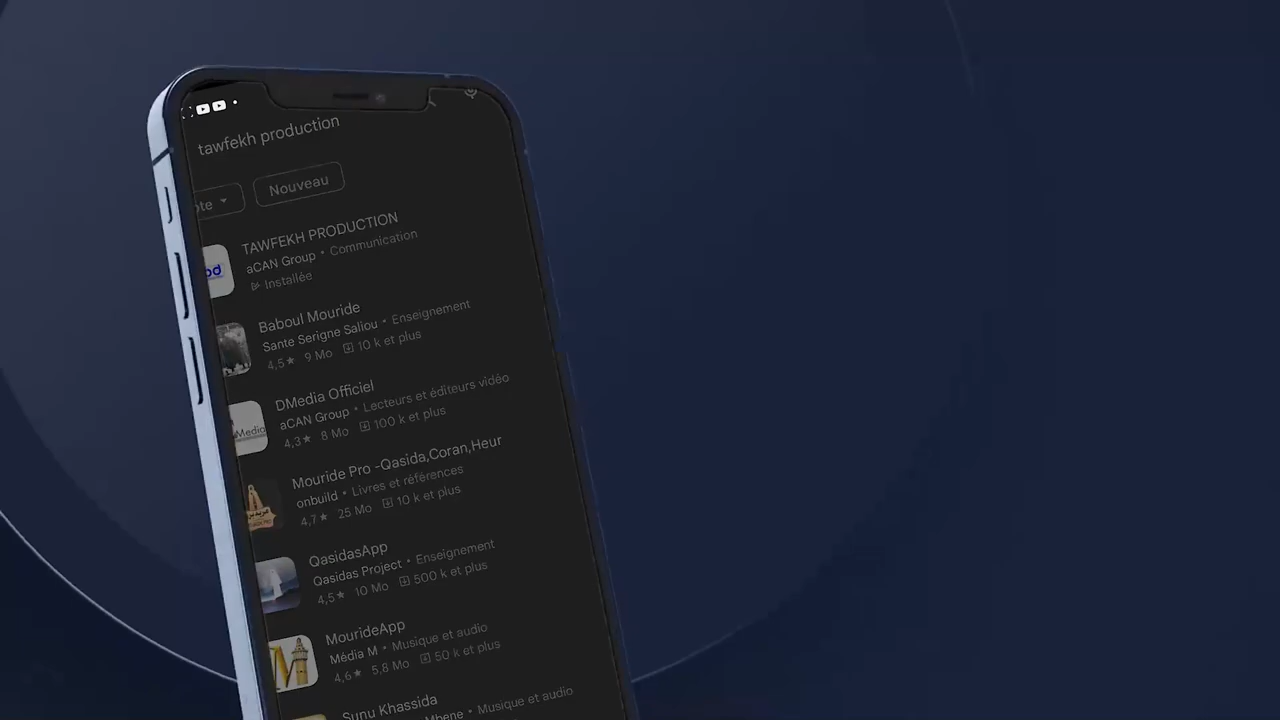 tawfekh production
ote
Nouveau
TAWFEKH PRODUCTION
aCAN Group • Communication
Installée
Baboul Mouride
Sante Serigne Saliou • Enseignement
4,5★ 9 Mo 10 k et plus
DMedia Officiel
aCAN Group • Lecteurs et éditeurs vidéo
Media
4,3★ 8 Mo 100 k et plus
Mouride Pro -Qasida,Coran,Heur
onbuild • Livres et références
4,7★ 25 Mo 10 k et plus
QasidasApp
Qasidas Project • Enseignement
4,5★ 10 Mo 500 k et plus
MourideApp
Média M • Musique et audio
M
4,6★ 5,8 Mo 50 k et plus
Sunu Khassida
Mbene • Musique et audio